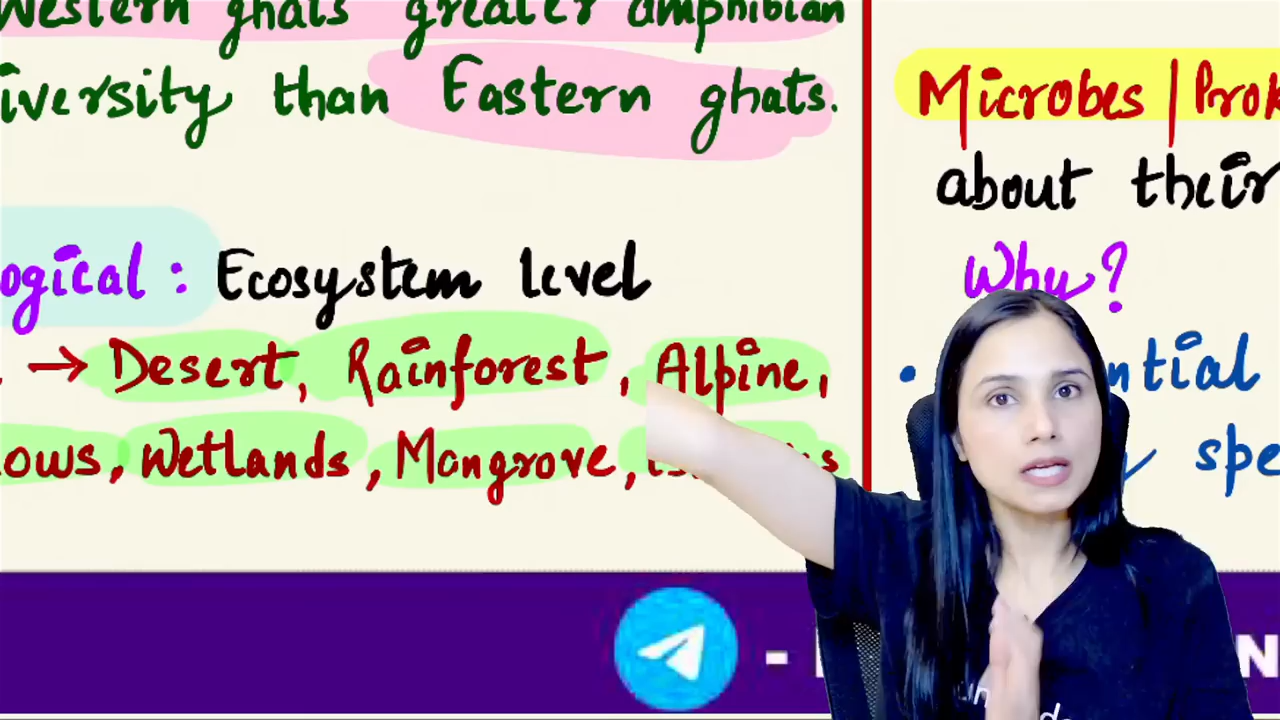 Western ghats greater amphibian
iversity than Eastern ghats.
ogical : Ecosystem level
→ Desert, Rainforest, Alpine,
ows, Wetlands, Mangrove,
Microbes | Prok
about their
Why?
• ntial
spe
-